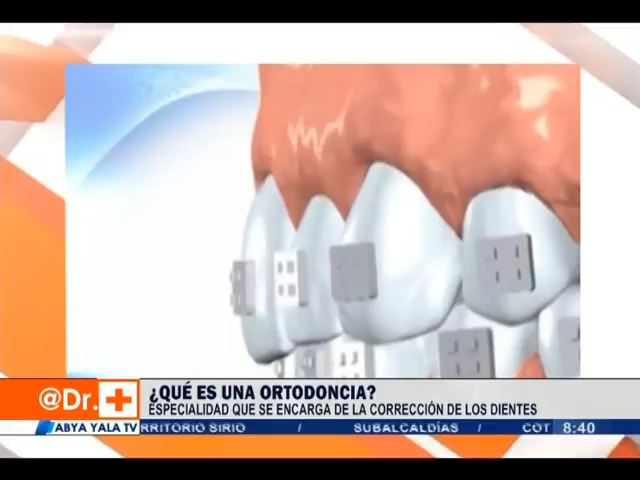 @Dr.
¿QUÉ ES UNA ORTODONCIA?
ESPECIALIDAD QUE SE ENCARGA DE LA CORRECCIÓN DE LOS DIENTES
ABYA YALA TV RRITORIO SIRIO / SUBALCALDÍAS / COT 8:40